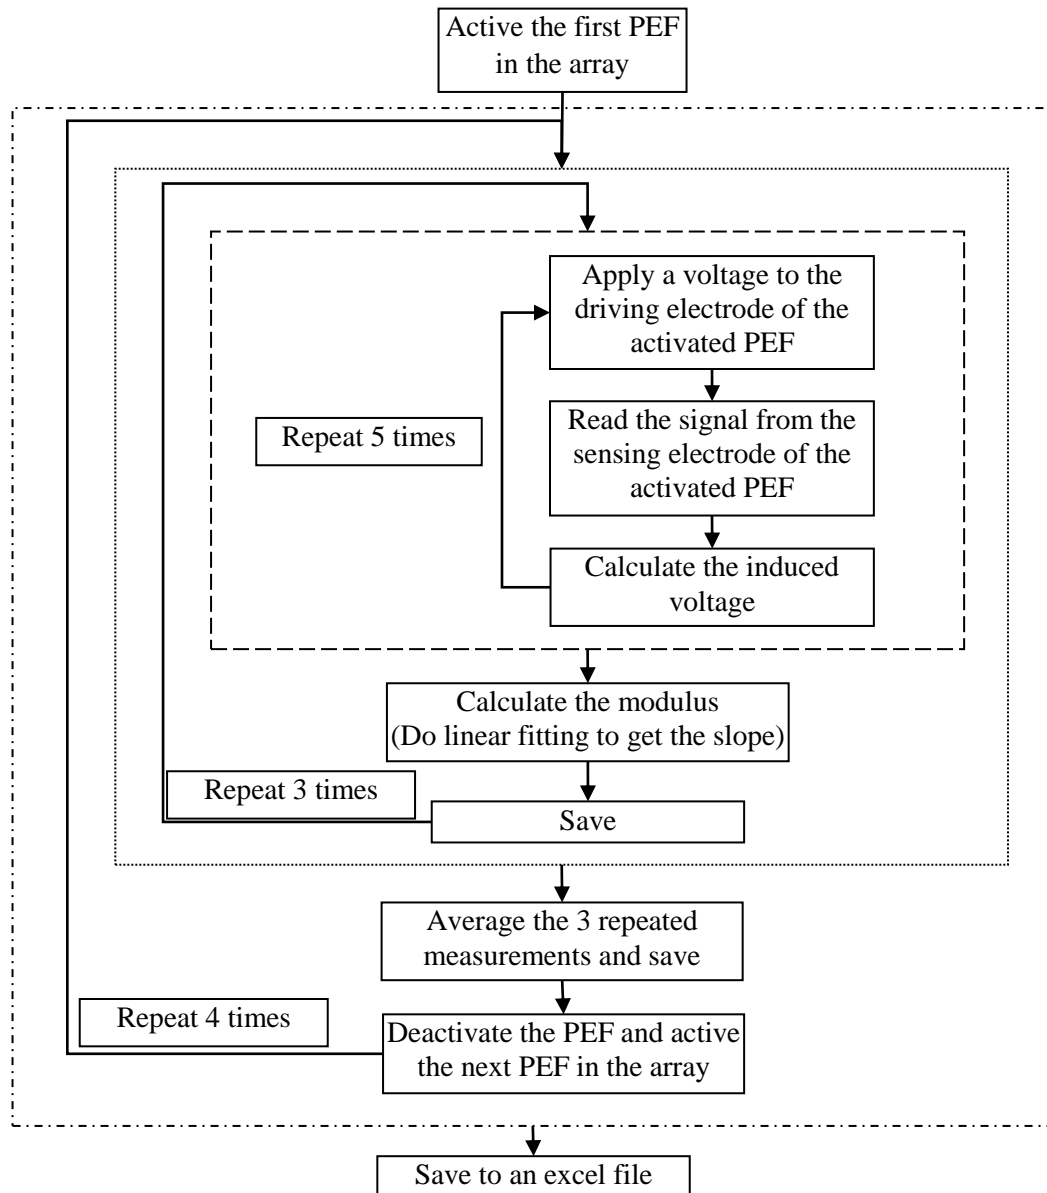 Active the first PEF
in the array
Apply a voltage to the
driving electrode of the
activated PEF
Repeat 5 times
Read the signal from the
sensing electrode of the
activated PEF
Calculate the induced
voltage
Calculate the modulus
(Do linear fitting to get the slope)
Repeat 3 times
Save
Average the 3 repeated
measurements and save
Repeat 4 times
Deactivate the PEF and active
the next PEF in the array
Save to an excel file